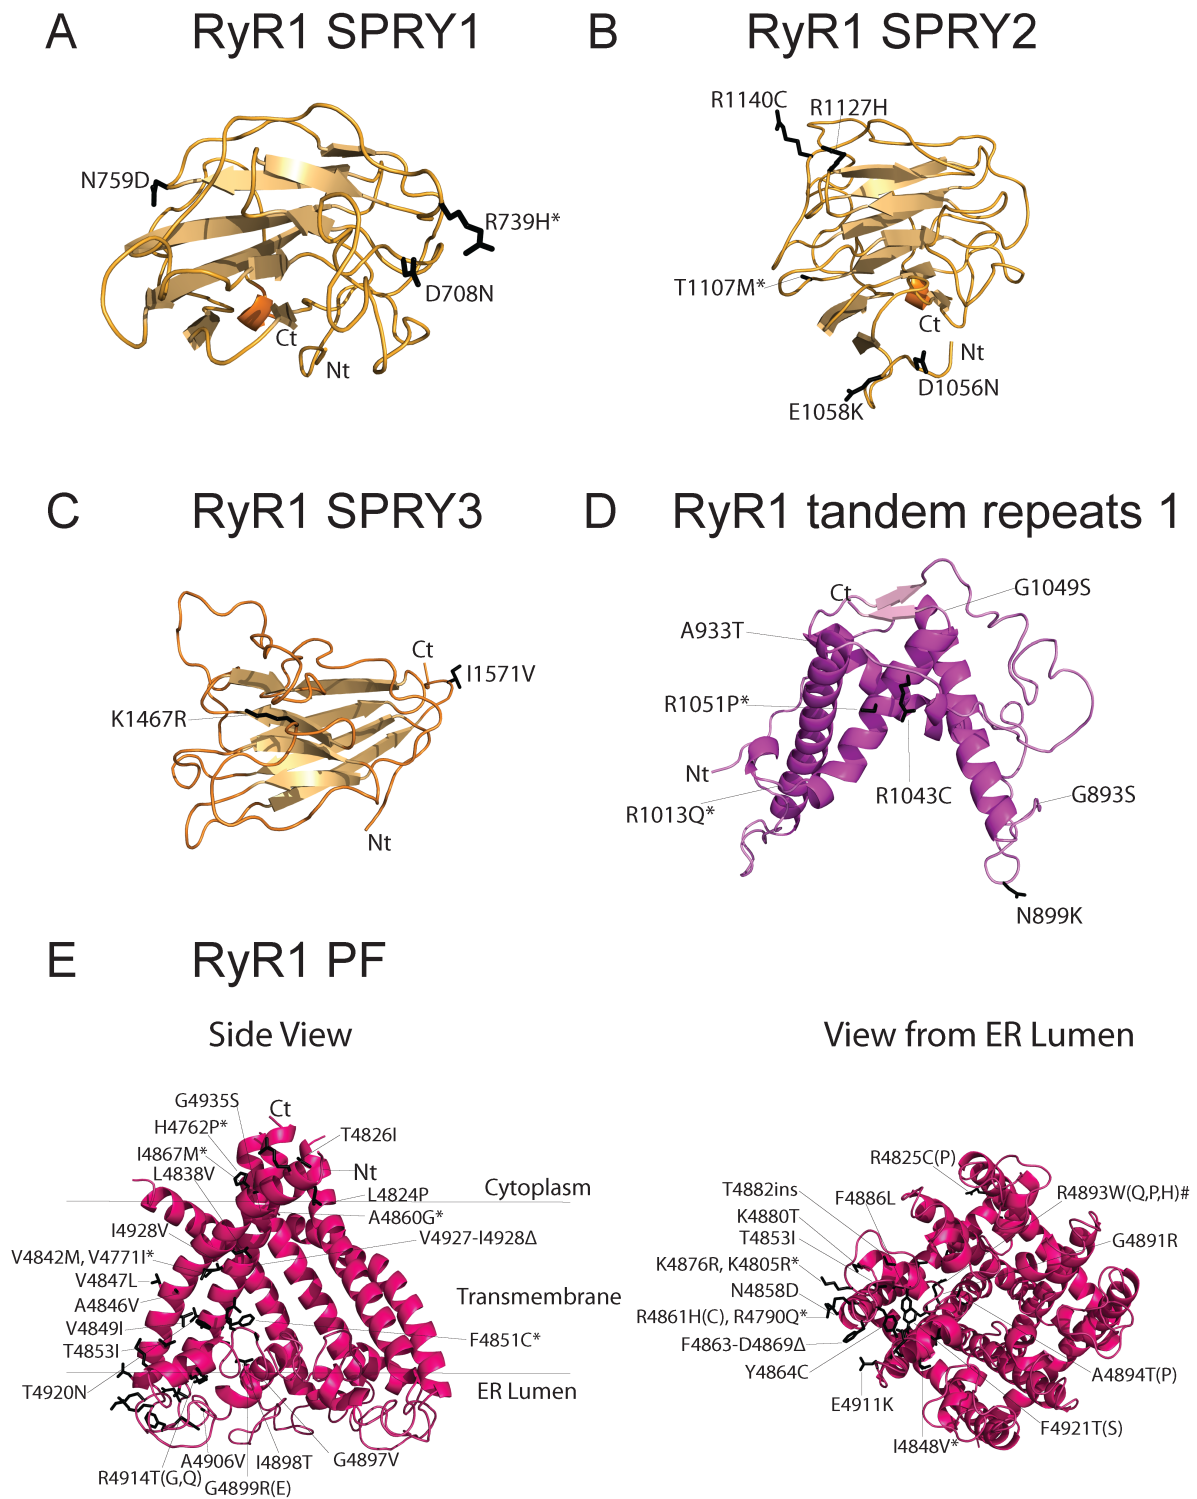 A RyR1 SPRY1
B RyR1 SPRY2
N759D
R739H*
D708N
Ct
Nt
R1140C
R1127H
T1107M*
Ct
Nt
D1056N
E1058K
C RyR1 SPRY3
D RyR1 tandem repeats 1
Ct
I1571V
K1467R
Nt
Ct
G1049S
A933T
R1051P*
Nt
R1043C
G893S
R1013Q*
N899K
E RyR1 PF
Side View
View from ER Lumen
G4935S
Ct
H4762P*
T4826I
I4867M*
L4838V
Nt
L4824P
Cytoplasm
A4860G*
I4928V
V4927-I4928Δ
V4842M, V4771I*
V4847L
A4846V
Transmembrane
V4849I
F4851C*
T4853I
T4920N
ER Lumen
A4906V
I4898T
G4897V
R4914T(G,Q)
G4899R(E)
R4825C(P)
T4882ins
F4886L
R4893W(Q,P,H)#
K4880T
T4853I
G4891R
K4876R, K4805R*
N4858D
R4861H(C), R4790Q*
F4863-D4869Δ
Y4864C
A4894T(P)
E4911K
F4921T(S)
I4848V*